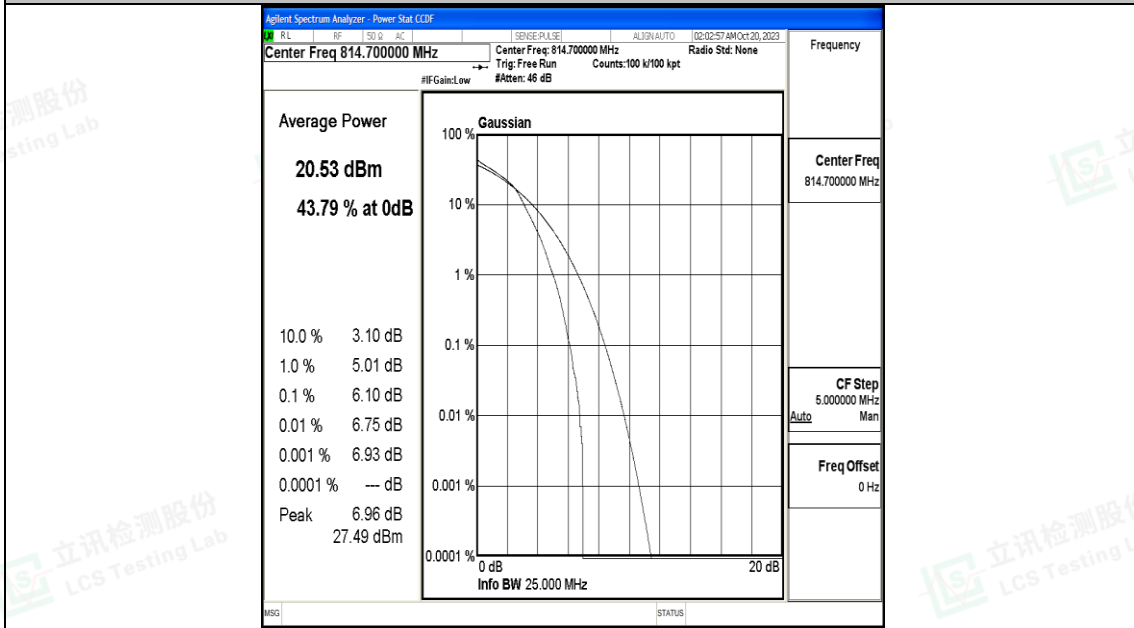 Agilent Spectrum Analyzer - Power Stat CCDF
RL RF 50 Ω AC SENSE:PULSE ALIGN AUTO 02:02:57 AM Oct 20, 2023
Center Freq 814.700000 MHz
Center Freq: 814.700000 MHz Radio Std: None
Trig: Free Run Counts:100 k/100 kpt
#IFGain:Low #Atten: 46 dB
Frequency
Average Power
20.53 dBm
43.79 % at 0dB
10.0 % 3.10 dB
1.0 % 5.01 dB
0.1 % 6.10 dB
0.01 % 6.75 dB
0.001 % 6.93 dB
0.0001 % --- dB
Peak 6.96 dB
27.49 dBm
Gaussian
100 %
10 %
1 %
0.1 %
0.01 %
0.001 %
0.0001 %
0 dB 20 dB
Info BW 25.000 MHz
Center Freq
814.700000 MHz
CF Step
5.000000 MHz
Auto Man
Freq Offset
0 Hz
MSG STATUS
测股份
sting Lab
立
立讯检测股份
LCS Testing Lab
立讯检测股份
LCS Testing L